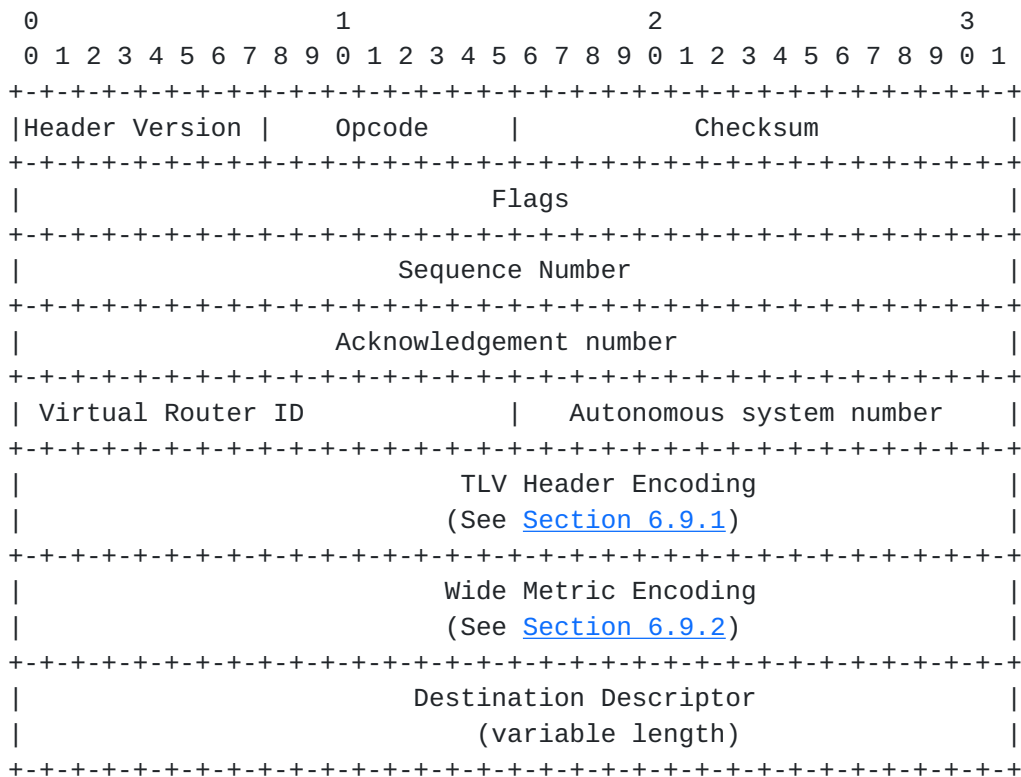 0                   1                   2                   3
 0 1 2 3 4 5 6 7 8 9 0 1 2 3 4 5 6 7 8 9 0 1 2 3 4 5 6 7 8 9 0 1
+-+-+-+-+-+-+-+-+-+-+-+-+-+-+-+-+-+-+-+-+-+-+-+-+-+-+-+-+-+-+-+-+
|Header Version |    Opcode     |           Checksum            |
+-+-+-+-+-+-+-+-+-+-+-+-+-+-+-+-+-+-+-+-+-+-+-+-+-+-+-+-+-+-+-+-+
|                              Flags                            |
+-+-+-+-+-+-+-+-+-+-+-+-+-+-+-+-+-+-+-+-+-+-+-+-+-+-+-+-+-+-+-+-+
|                        Sequence Number                        |
+-+-+-+-+-+-+-+-+-+-+-+-+-+-+-+-+-+-+-+-+-+-+-+-+-+-+-+-+-+-+-+-+
|                    Acknowledgement number                     |
+-+-+-+-+-+-+-+-+-+-+-+-+-+-+-+-+-+-+-+-+-+-+-+-+-+-+-+-+-+-+-+-+
| Virtual Router ID             |   Autonomous system number    |
+-+-+-+-+-+-+-+-+-+-+-+-+-+-+-+-+-+-+-+-+-+-+-+-+-+-+-+-+-+-+-+-+
|                            TLV Header Encoding                |
|                           (See Section 6.9.1)                 |
+-+-+-+-+-+-+-+-+-+-+-+-+-+-+-+-+-+-+-+-+-+-+-+-+-+-+-+-+-+-+-+-+
|                           Wide Metric Encoding                |
|                           (See Section 6.9.2)                 |
+-+-+-+-+-+-+-+-+-+-+-+-+-+-+-+-+-+-+-+-+-+-+-+-+-+-+-+-+-+-+-+-+
|                         Destination Descriptor                |
|                             (variable length)                 |
+-+-+-+-+-+-+-+-+-+-+-+-+-+-+-+-+-+-+-+-+-+-+-+-+-+-+-+-+-+-+-+-+